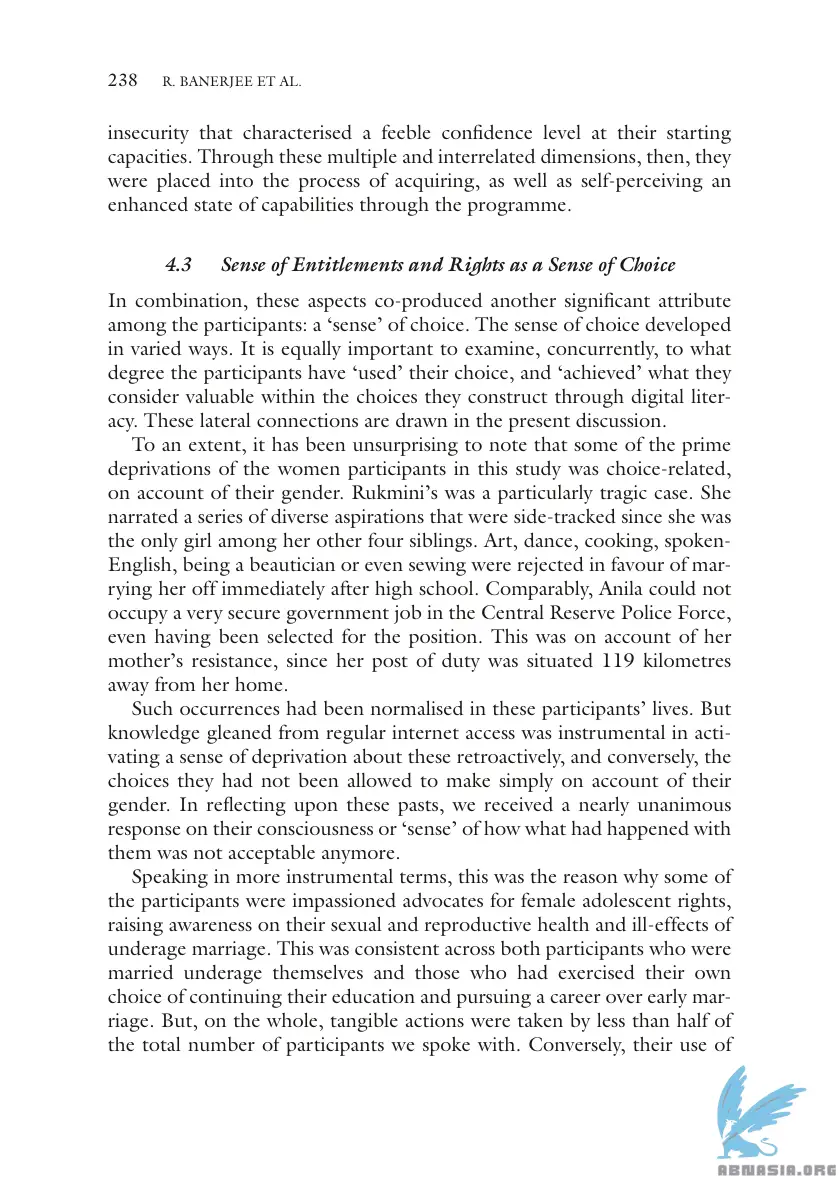 238 R. BANERJEE ET AL.
insecurity that characterised a feeble confidence level at their starting
capacities. Through these multiple and interrelated dimensions, then, they
were placed into the process of acquiring, as well as self-perceiving an
enhanced state of capabilities through the programme.
4.3 Sense of Entitlements and Rights as a Sense of Choice
In combination, these aspects co-produced another significant attribute
among the participants: a ‘sense’ of choice. The sense of choice developed
in varied ways. It is equally important to examine, concurrently, to what
degree the participants have ‘used’ their choice, and ‘achieved’ what they
consider valuable within the choices they construct through digital liter-
acy. These lateral connections are drawn in the present discussion.
To an extent, it has been unsurprising to note that some of the prime
deprivations of the women participants in this study was choice-related,
on account of their gender. Rukmini’s was a particularly tragic case. She
narrated a series of diverse aspirations that were side-tracked since she was
the only girl among her other four siblings. Art, dance, cooking, spoken-
English, being a beautician or even sewing were rejected in favour of mar-
rying her off immediately after high school. Comparably, Anila could not
occupy a very secure government job in the Central Reserve Police Force,
even having been selected for the position. This was on account of her
mother’s resistance, since her post of duty was situated 119 kilometres
away from her home.
Such occurrences had been normalised in these participants’ lives. But
knowledge gleaned from regular internet access was instrumental in acti-
vating a sense of deprivation about these retroactively, and conversely, the
choices they had not been allowed to make simply on account of their
gender. In reflecting upon these pasts, we received a nearly unanimous
response on their consciousness or ‘sense’ of how what had happened with
them was not acceptable anymore.
Speaking in more instrumental terms, this was the reason why some of
the participants were impassioned advocates for female adolescent rights,
raising awareness on their sexual and reproductive health and ill-effects of
underage marriage. This was consistent across both participants who were
married underage themselves and those who had exercised their own
choice of continuing their education and pursuing a career over early mar-
riage. But, on the whole, tangible actions were taken by less than half of
the total number of participants we spoke with. Conversely, their use of
ABNASIA.ORG